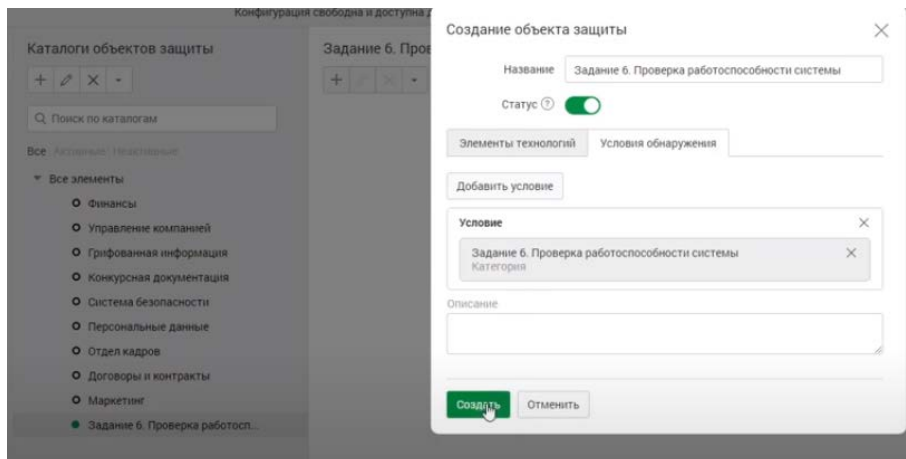 Конфигурация свободна и доступна д
Каталоги объектов защиты
Поиск по каталогам
Все Активные Неактивные
Все элементы
Финансы
Управление компанией
Грифованная информация
Конкурсная документация
Система безопасности
Персональные данные
Отдел кадров
Договоры и контракты
Маркетинг
Задание 6. Проверка работосп...
Задание 6. Пров
Создание объекта защиты
Название Задание 6. Проверка работоспособности системы
Статус ?
Элементы технологий Условия обнаружения
Добавить условие
Условие
Задание 6. Проверка работоспособности системы
Категория
Описание
Создать Отменить